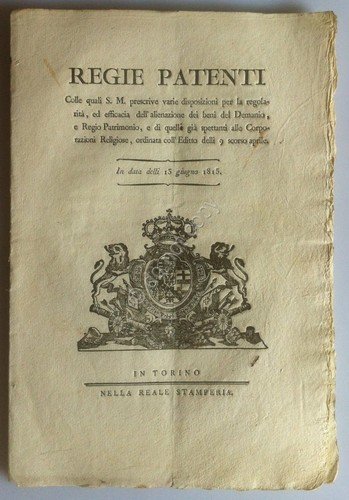 REGIE PATENTI
Colle quali S. M. prescrive varie disposizioni per la regola-
rità, ed efficacia dell'alienazione dei beni del Demanio,
e Regio Patrimonio, e di quelli già spettanti alle Corpo-
razioni Religiose, ordinata coll'Editto delli 9 scorso aprile.
In data delli 13 giugno 1815.
IN TORINO
NELLA REALE STAMPERIA.